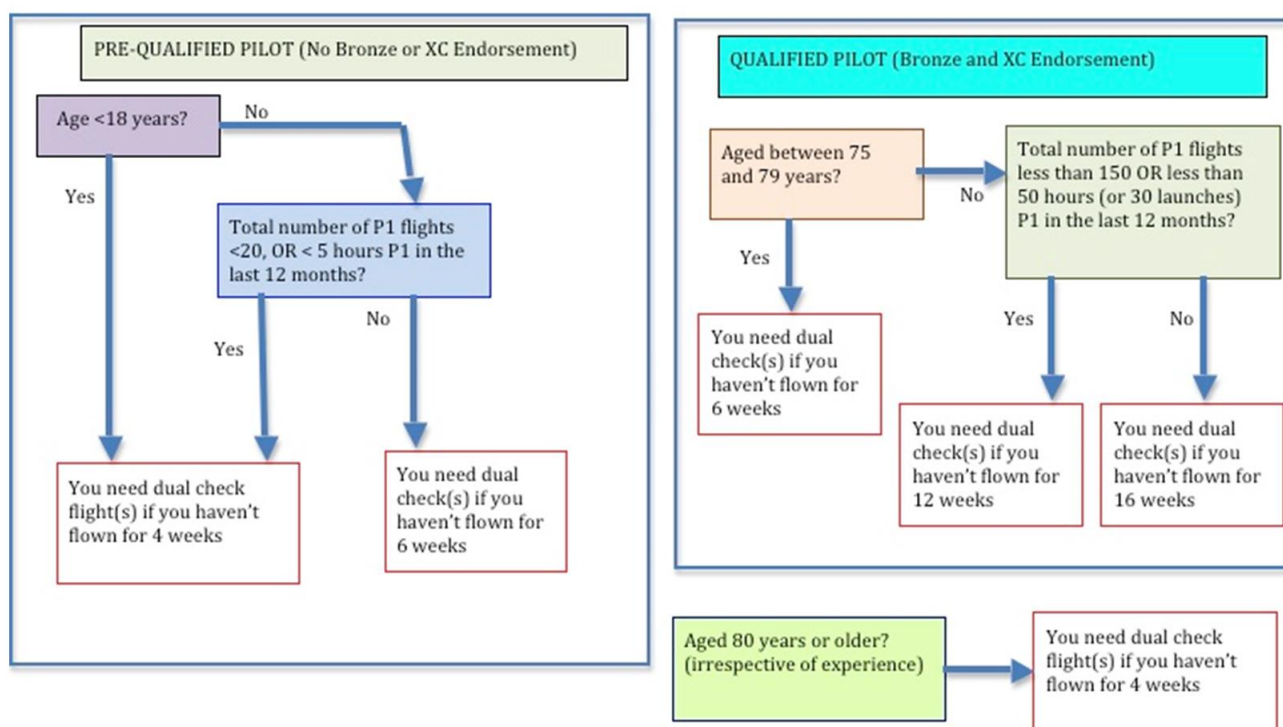 PRE-QUALIFIED PILOT (No Bronze or XC Endorsement)
Age <18 years?
No
Yes
Total number of P1 flights
<20, OR < 5 hours P1 in the
last 12 months?
Yes
No
You need dual check
flight(s) if you haven't
flown for 4 weeks
You need dual
check(s) if you
haven't flown for
6 weeks
QUALIFIED PILOT (Bronze and XC Endorsement)
Aged between 75
and 79 years?
No
Total number of P1 flights
less than 150 OR less than
50 hours (or 30 launches)
P1 in the last 12 months?
Yes
Yes
No
You need dual
check(s) if you
haven't flown for
6 weeks
You need dual
check(s) if you
haven't flown for
12 weeks
You need dual
check(s) if you
haven't flown for
16 weeks
Aged 80 years or older?
(irrespective of experience)
You need dual check
flight(s) if you haven't
flown for 4 weeks